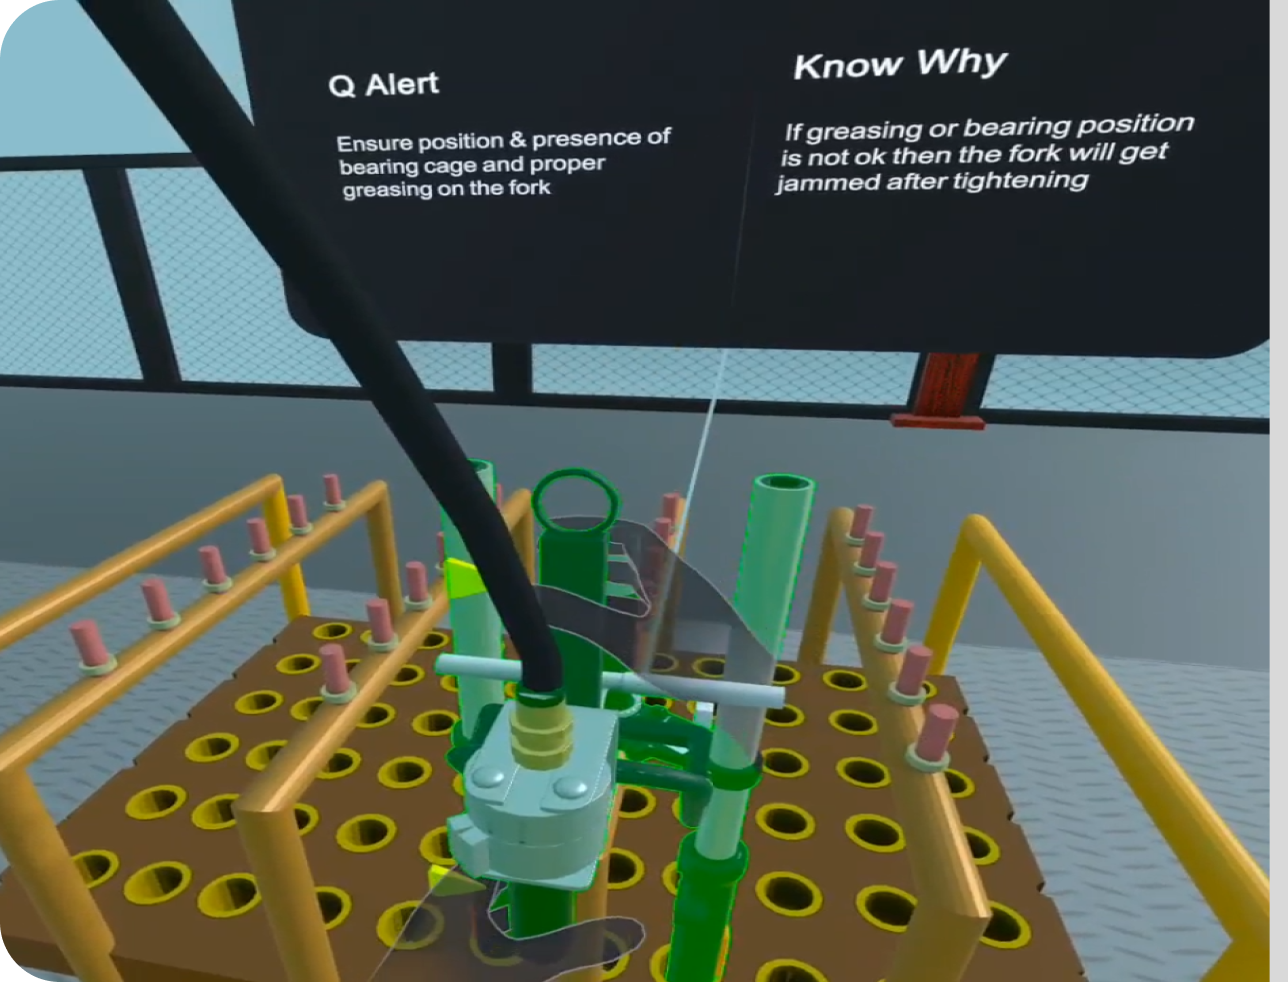 Q Alert
Ensure position & presence of
bearing cage and proper
greasing on the fork
Know Why
If greasing or bearing position
is not ok then the fork will get
jammed after tightening